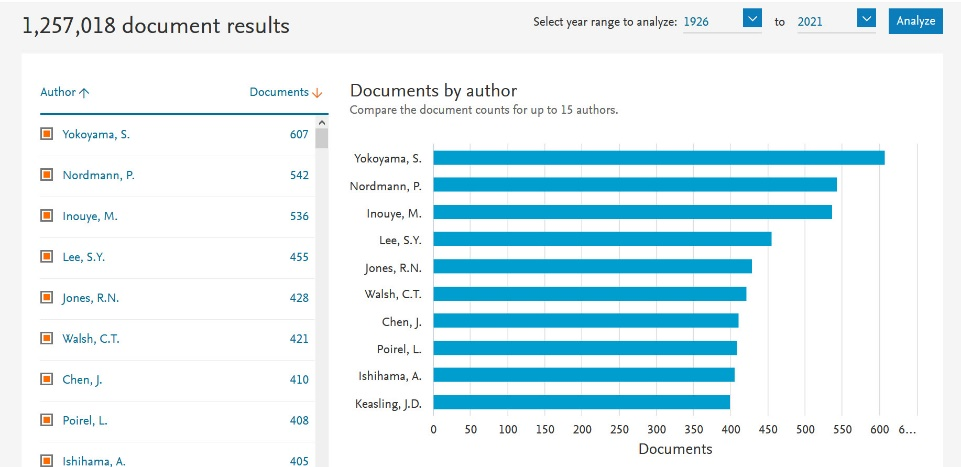 1,257,018 document results
Select year range to analyze: 1926 to 2021 Analyze
Author Documents
Yokoyama, S. 607
Nordmann, P. 542
Inouye, M. 536
Lee, S.Y. 455
Jones, R.N. 428
Walsh, C.T. 421
Chen, J. 410
Poirel, L. 408
Ishihama, A. 405
Documents by author
Compare the document counts for up to 15 authors.
Yokoyama, S.
Nordmann, P.
Inouye, M.
Lee, S.Y.
Jones, R.N.
Walsh, C.T.
Chen, J.
Poirel, L.
Ishihama, A.
Keasling, J.D.
0 50 100 150 200 250 300 350 400 450 500 550 600 6...
Documents